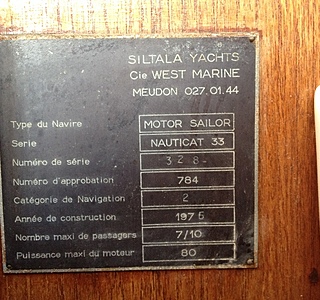 SILTALA YACHTS
Cie WEST MARINE
MEUDON 027.01.44
Type du Navire MOTOR SAILOR
Serie NAUTICAT 33
Numéro de série 328
Numéro d'approbation 784
Catégorie de Navigation 2
Année de construction 1976
Nombre maxi de passagers 7/10
Puissance maxi du moteur 80